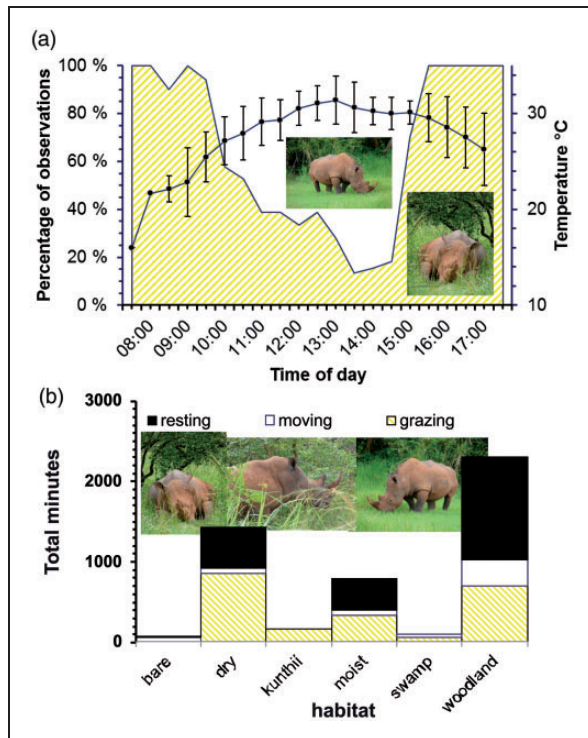 (a)
100 %
80 %
60 %
40 %
20 %
0 %
Percentage of observations
30
20
10
Temperature °C
08:00
09:00
10:00
11:00
12:00
13:00
14:00
15:00
16:00
17:00
Time of day
(b)
3000
2000
1000
0
Total minutes
resting
moving
grazing
bare
dry
kunthii
moist
swamp
woodland
habitat